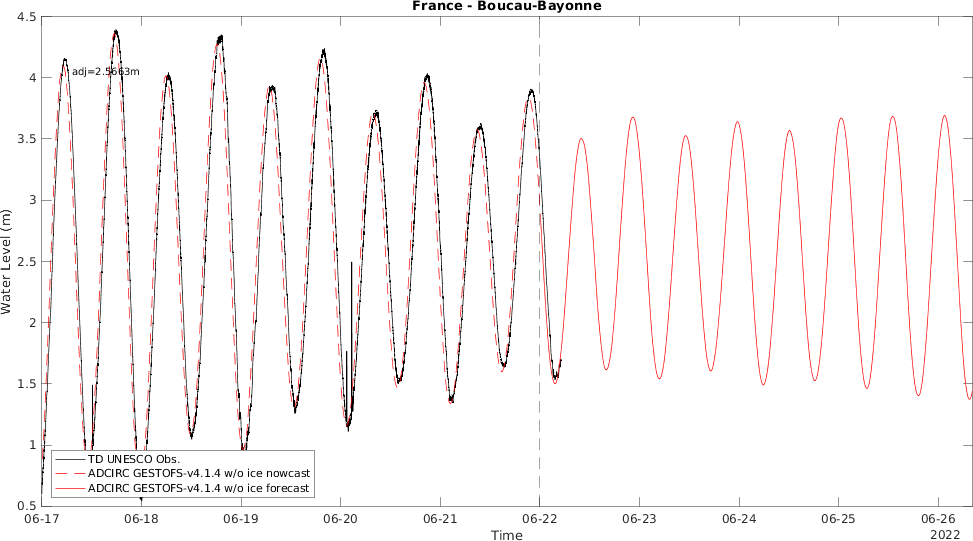 France - Boucau-Bayonne
4.5
4
3.5
3
2.5
2
1.5
1
0.5
Water Level (m)
adj=2.5663m
TD UNESCO Obs.
ADCIRC GESTOFS-v4.1.4 w/o ice nowcast
ADCIRC GESTOFS-v4.1.4 w/o ice forecast
06-17 06-18 06-19 06-20 06-21 06-22 06-23 06-24 06-25 06-26
2022
Time